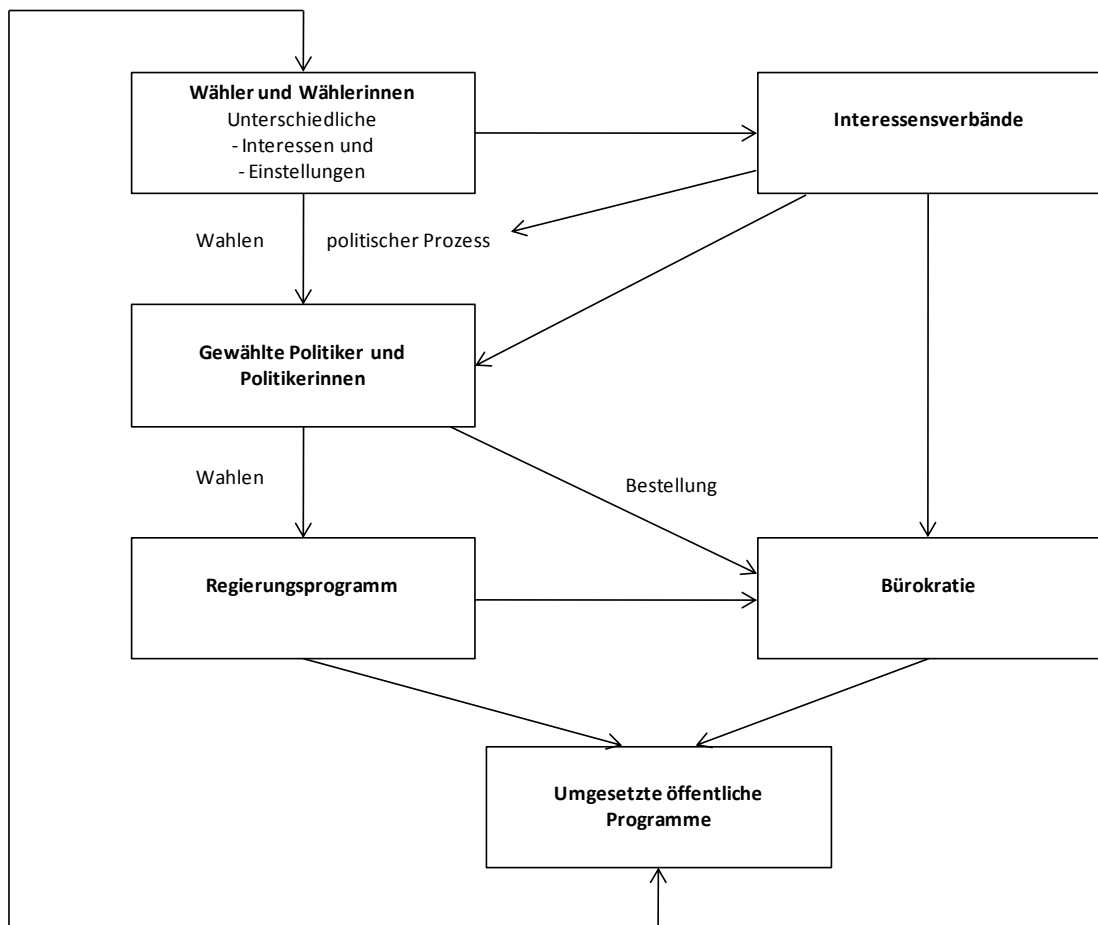 Wähler und Wählerinnen
Unterschiedliche
- Interessen und
- Einstellungen
Interessensverbände
Wahlen
politischer Prozess
Gewählte Politiker und
Politikerinnen
Wahlen
Bestellung
Regierungsprogramm
Bürokratie
Umgesetzte öffentliche
Programme